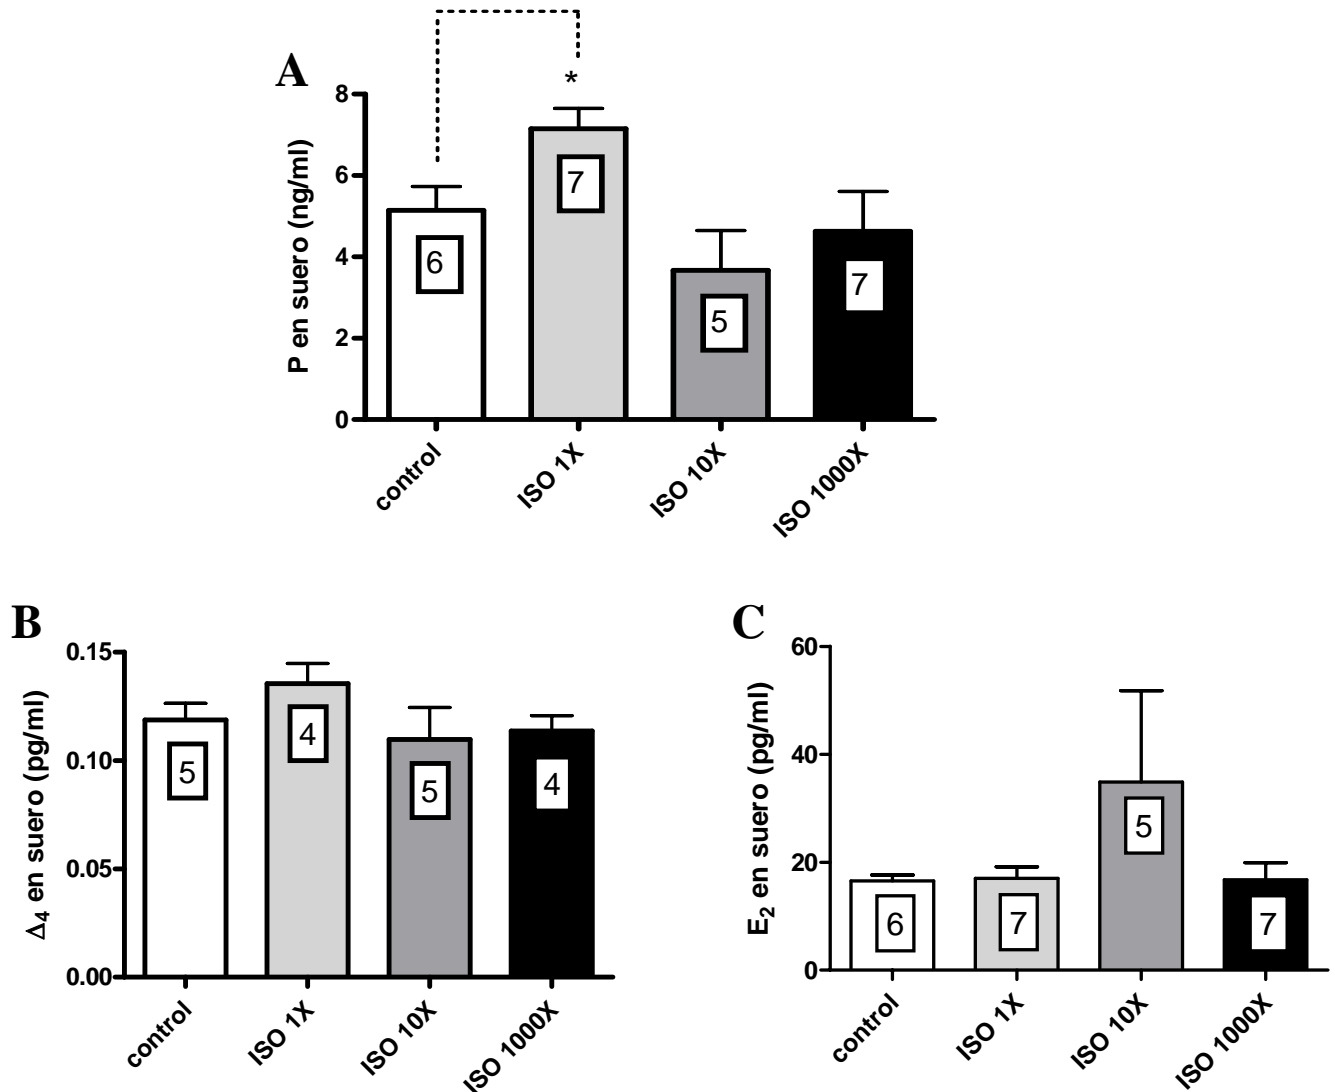 A
*
P en suero (ng/ml)
8
6
4
2
0
6
7
5
7
control
ISO 1X
ISO 10X
ISO 1000X
B
Δ4 en suero (pg/ml)
0.15
0.10
0.05
0.00
5
4
5
4
control
ISO 1X
ISO 10X
ISO 1000X
C
E2 en suero (pg/ml)
60
40
20
0
6
7
5
7
control
ISO 1X
ISO 10X
ISO 1000X